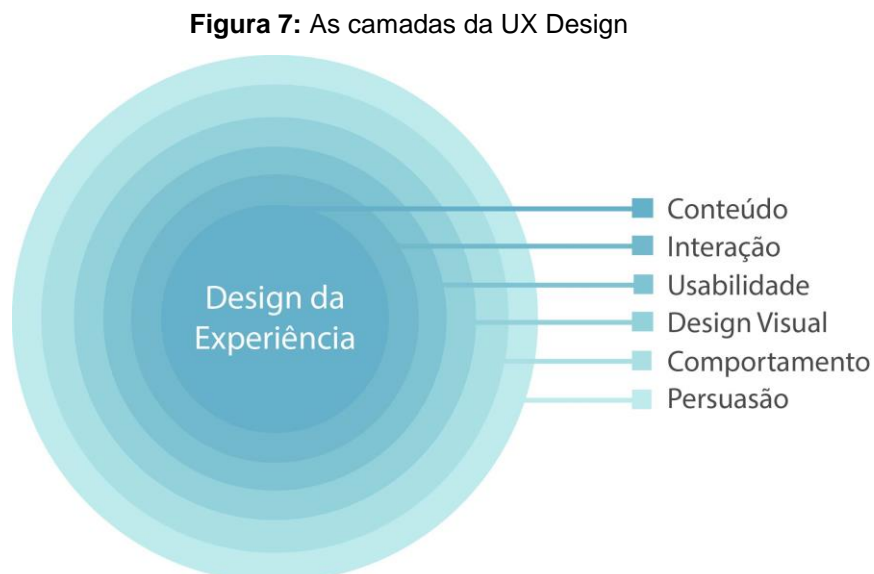 Figura 7: As camadas da UX Design
Design da
Experiência
Conteúdo
Interação
Usabilidade
Design Visual
Comportamento
Persuasão